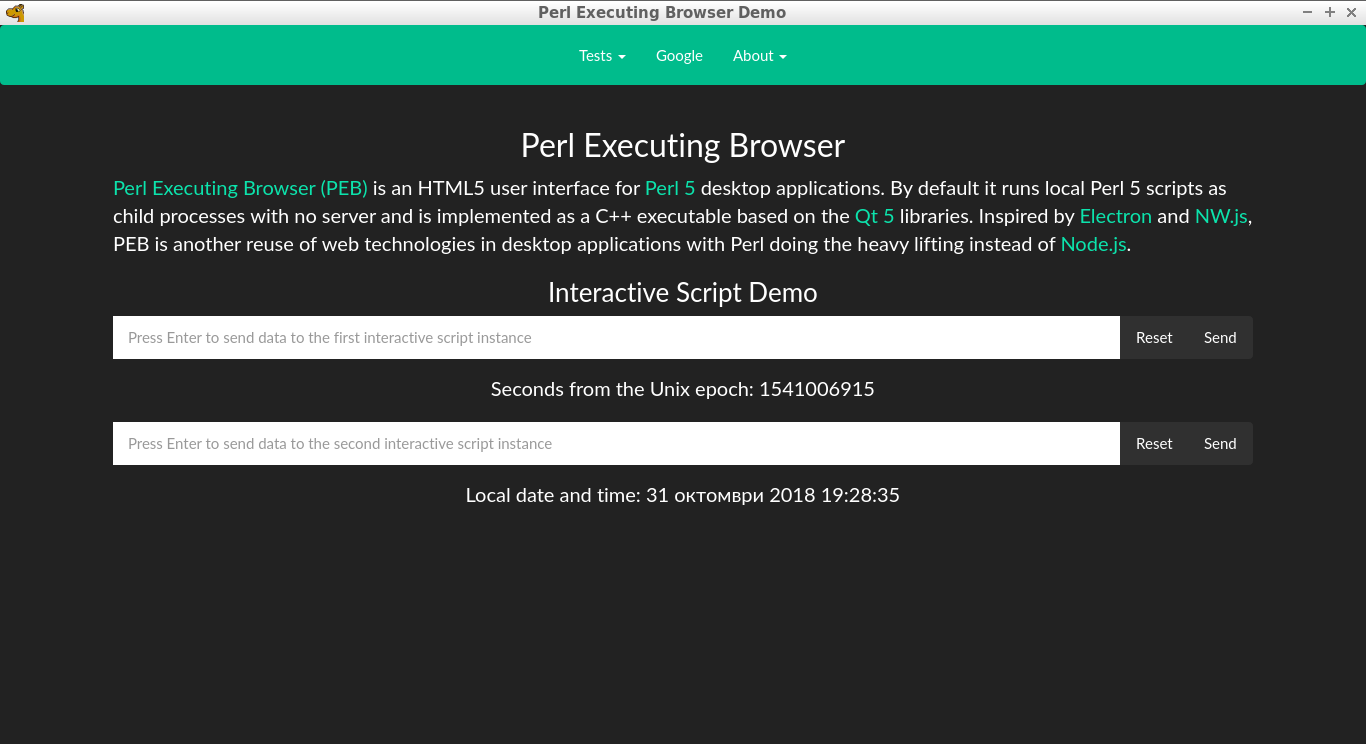 Perl Executing Browser Demo
Tests
Google
About
Perl Executing Browser
Perl Executing Browser (PEB) is an HTML5 user interface for Perl 5 desktop applications. By default it runs local Perl 5 scripts as
child processes with no server and is implemented as a C++ executable based on the Qt 5 libraries. Inspired by Electron and NW.js,
PEB is another reuse of web technologies in desktop applications with Perl doing the heavy lifting instead of Node.js.
Interactive Script Demo
Press Enter to send data to the first interactive script instance
Reset
Send
Seconds from the Unix epoch: 1541006915
Press Enter to send data to the second interactive script instance
Reset
Send
Local date and time: 31 октомври 2018 19:28:35